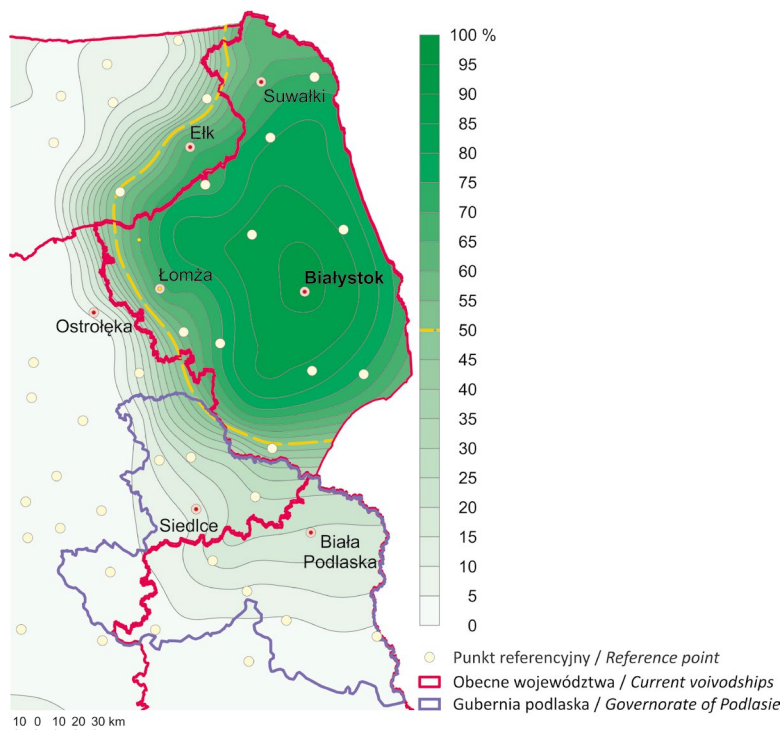 Suwałki
Ełk
Łomża
Białystok
Ostrołęka
Siedlce
Biała
Podlaska
100 %
95
90
85
80
75
70
65
60
55
50
45
40
35
30
25
20
15
10
5
0
Punkt referencyjny / Reference point
Obecne województwa / Current voivodships
Gubernia podlaska / Governorate of Podlasie
10 0 10 20 30 km